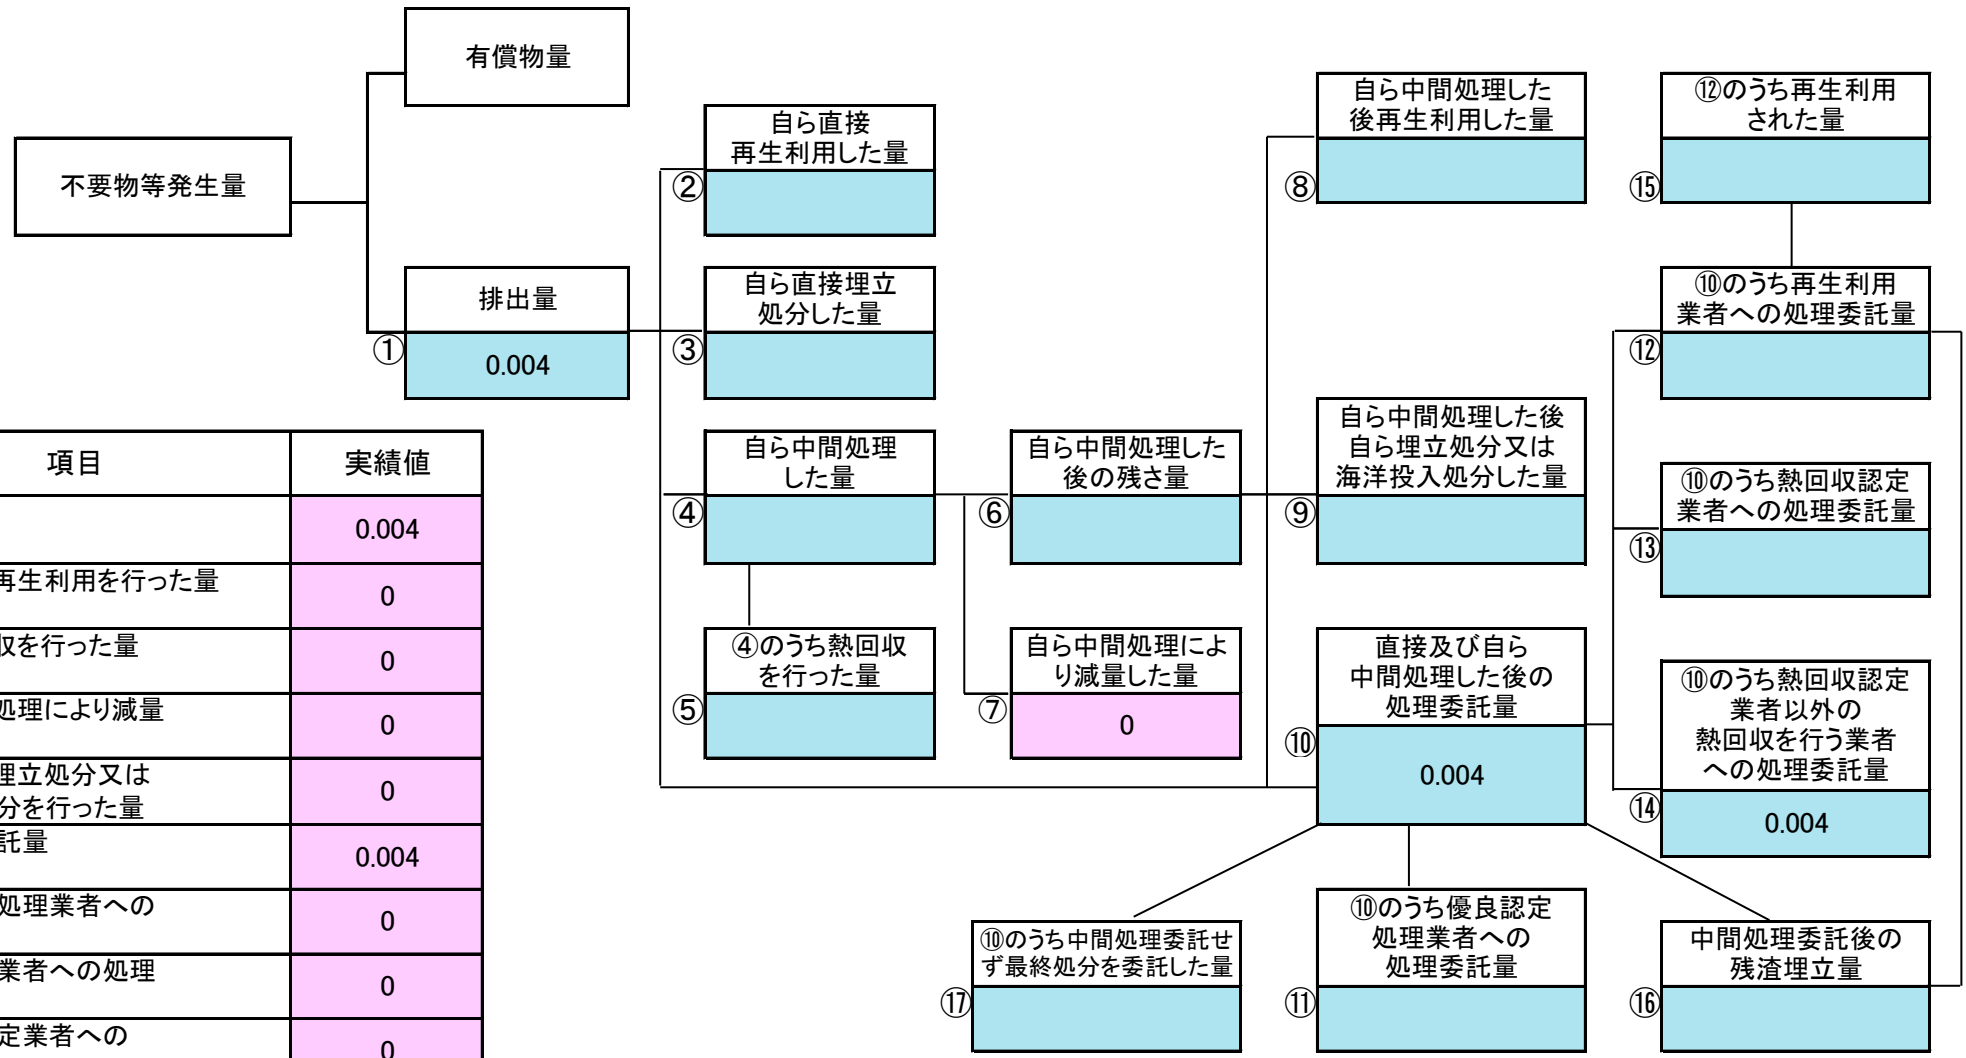 有償物量
不要物等発生量
排出量
①
0.004
自ら直接
再生利用した量
②
自ら直接埋立
処分した量
③
自ら中間処理
した量
④
④のうち熱回収
を行った量
⑤
自ら中間処理した
後の残さ量
⑥
自ら中間処理によ
り減量した量
⑦
0
自ら中間処理した
後再生利用した量
⑧
自ら中間処理した後
自ら埋立処分又は
海洋投入処分した量
⑨
直接及び自ら
中間処理した後の
処理委託量
⑩
0.004
⑫のうち再生利用
された量
⑮
⑩のうち再生利用
業者への処理委託量
⑫
⑩のうち熱回収認定
業者への処理委託量
⑬
⑩のうち熱回収認定
業者以外の
熱回収を行う業者
への処理委託量
⑭
0.004
⑩のうち中間処理委託せ
ず最終処分を委託した量
⑰
⑩のうち優良認定
処理業者への
処理委託量
⑪
中間処理委託後の
残渣埋立量
⑯
項目
実績値
0.004
再生利用を行った量
0
収を行った量
0
処理により減量
0
埋立処分又は
分を行った量
0
託量
0.004
処理業者への
0
業者への処理
0
定業者への
0